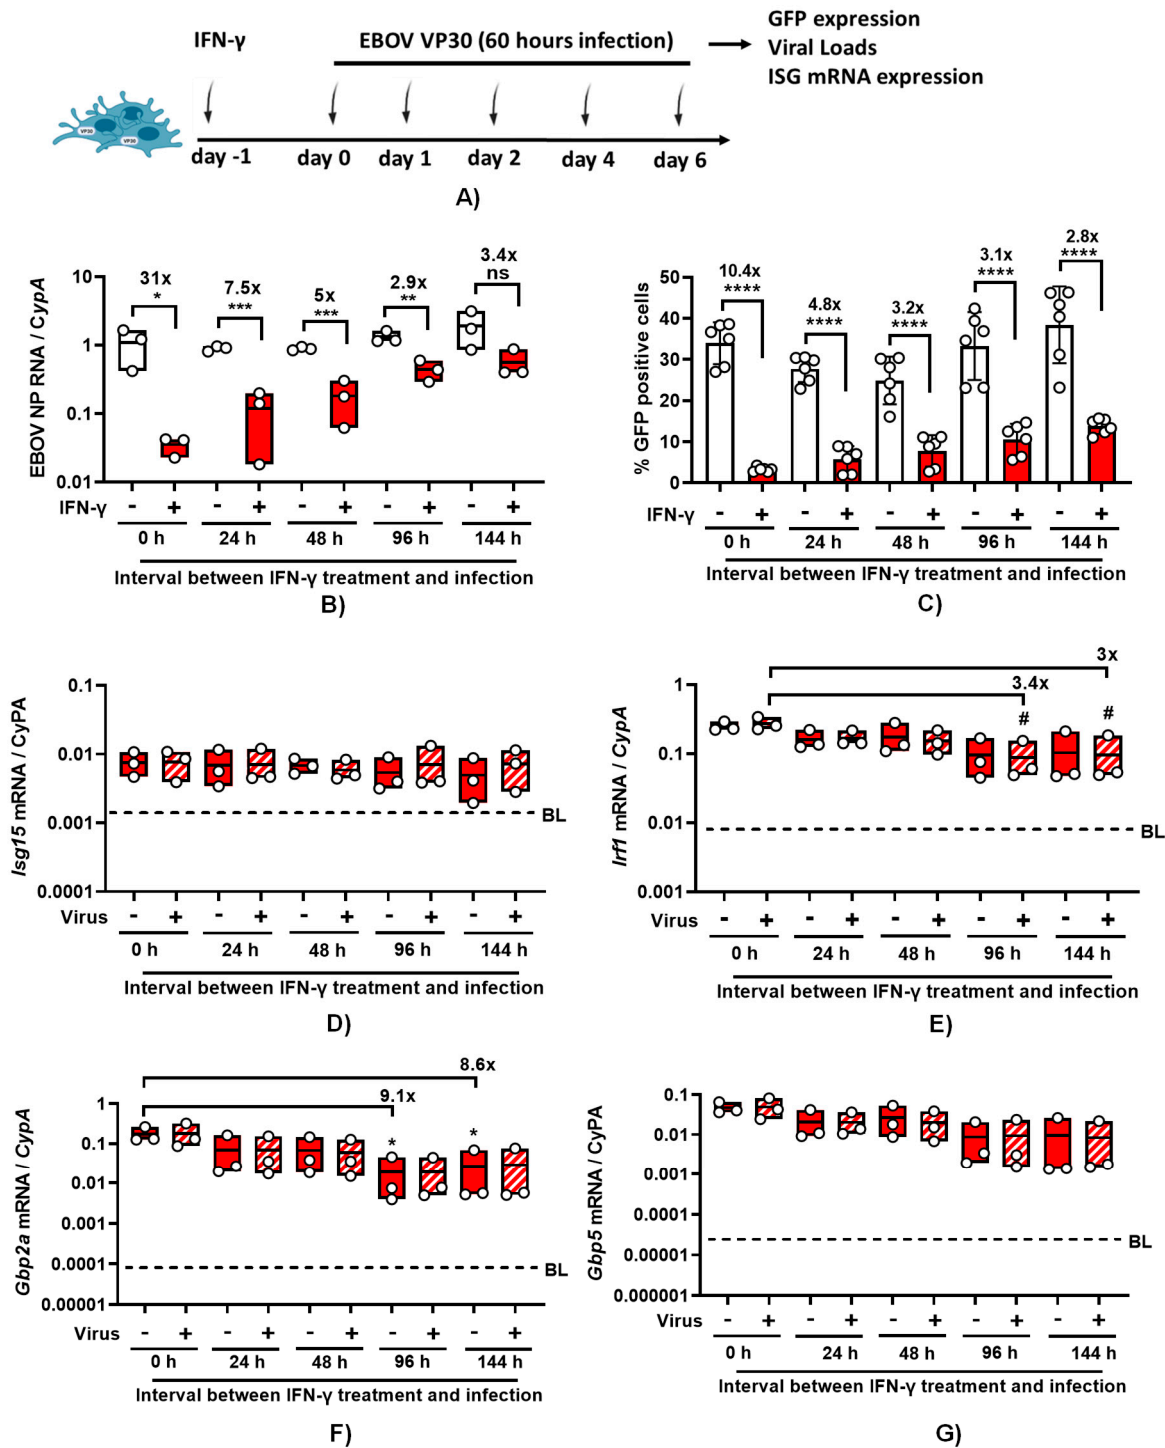 IFN-γ
EBOV VP30 (60 hours infection)
GFP expression
Viral Loads
ISG mRNA expression
VP30
VP30
day -1
day 0
day 1
day 2
day 4
day 6
A)
EBOV NP RNA / CypA
10
1
0.1
0.01
31x
*
7.5x
***
5x
***
2.9x
**
3.4x
ns
IFN-γ
- + - + - + - + - +
0 h 24 h 48 h 96 h 144 h
Interval between IFN-γ treatment and infection
B)
% GFP positive cells
50
40
30
20
10
0
10.4x
****
4.8x
****
3.2x
****
3.1x
****
2.8x
****
IFN-γ
- + - + - + - + - +
0 h 24 h 48 h 96 h 144 h
Interval between IFN-γ treatment and infection
C)
Isg15 mRNA / CyPA
0.1
0.01
0.001
0.0001
BL
Virus
- + - + - + - + - +
0 h 24 h 48 h 96 h 144 h
Interval between IFN-γ treatment and infection
D)
Irf1 mRNA / CypA
1
0.1
0.01
0.001
3x
3.4x
# #
BL
Virus
- + - + - + - + - +
0 h 24 h 48 h 96 h 144 h
Interval between IFN-γ treatment and infection
E)
Gbp2a mRNA / CypA
1
0.1
0.01
0.001
0.0001
0.00001
8.6x
9.1x
* *
BL
Virus
- + - + - + - + - +
0 h 24 h 48 h 96 h 144 h
Interval between IFN-γ treatment and infection
F)
Gbp5 mRNA / CyPA
0.1
0.01
0.001
0.0001
0.00001
0.000001
BL
Virus
- + - + - + - + - +
0 h 24 h 48 h 96 h 144 h
Interval between IFN-γ treatment and infection
G)